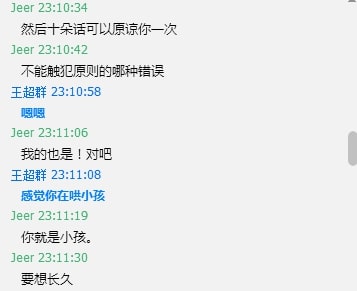 Jeer 23:10:34
然后十朵话可以原谅你一次
Jeer 23:10:42
不能触犯原则的哪种错误
王超群 23:10:58
嗯嗯
Jeer 23:11:06
我的也是！对吧
王超群 23:11:08
感觉你在哄小孩
Jeer 23:11:19
你就是小孩。
Jeer 23:11:30
要想长久